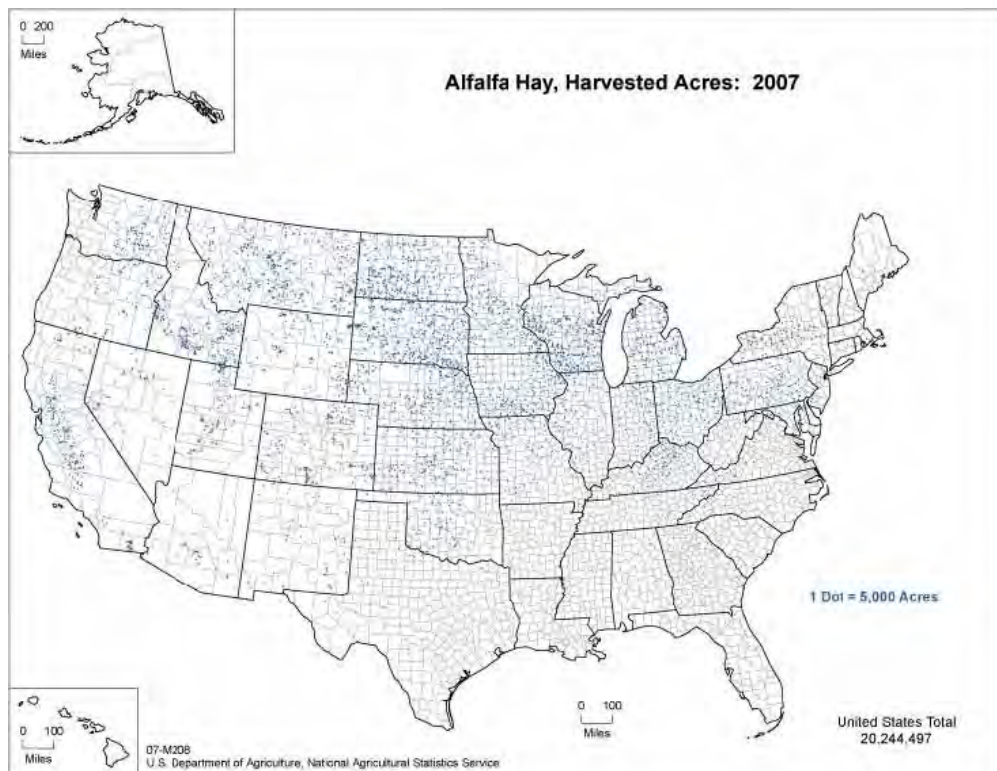 0 200
Miles
Alfalfa Hay, Harvested Acres: 2007
1 Dot = 5,000 Acres
0 100
Miles
0 100
Miles
United States Total
20,244,497
07-M208
U.S. Department of Agriculture, National Agricultural Statistics Service